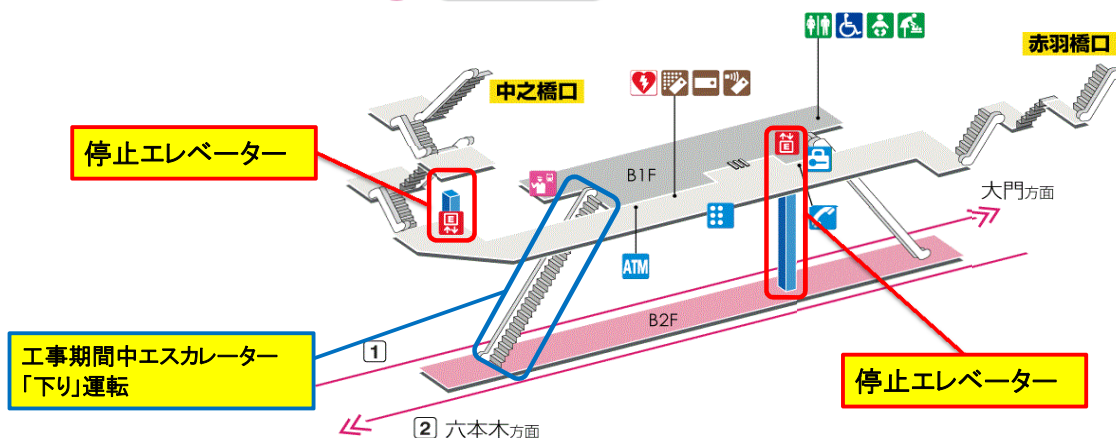 赤羽橋口
中之橋口
停止エレベーター
B1F
E
E
大門方面
ATM
B2F
工事期間中エスカレーター
「下り」運転
1
停止エレベーター
2 六本木方面